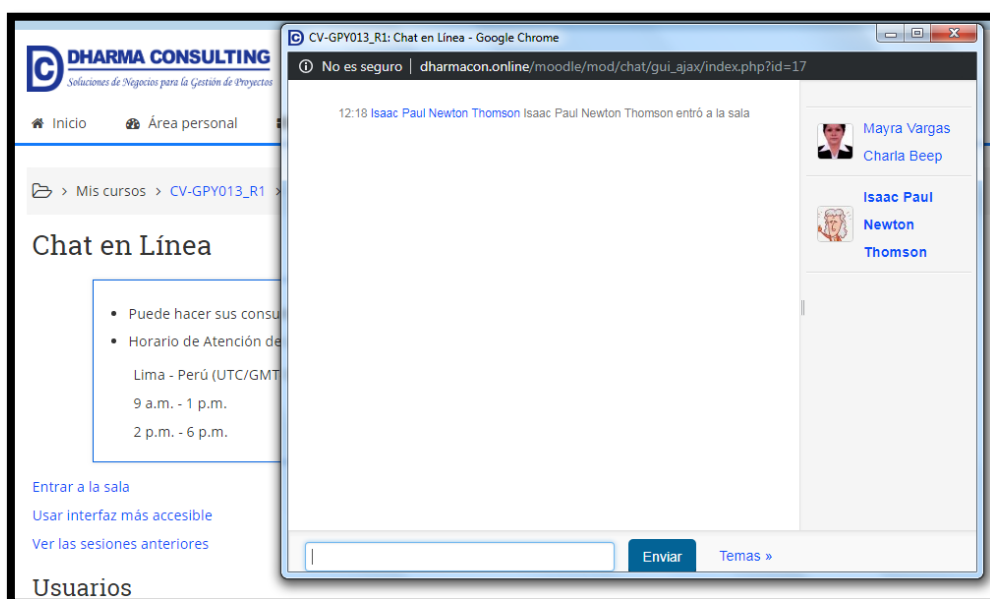 DHARMA CONSULTING
Soluciones de Negocios para la Gestión de Proyectos
Inicio Área personal
> Mis cursos > CV-GPY013_R1 >
Chat en Línea
• Puede hacer sus consu
• Horario de Atención de
Lima - Perú (UTC/GMT
9 a.m. - 1 p.m.
2 p.m. - 6 p.m.
Entrar a la sala
Usar interfaz más accesible
Ver las sesiones anteriores
Usuarios
CV-GPY013_R1: Chat en Línea - Google Chrome
No es seguro | dharmacon.online/moodle/mod/chat/gui_ajax/index.php?id=17
12:18 Isaac Paul Newton Thomson Isaac Paul Newton Thomson entró a la sala
Mayra Vargas
Charla Beep
Isaac Paul
Newton
Thomson
Enviar Temas »